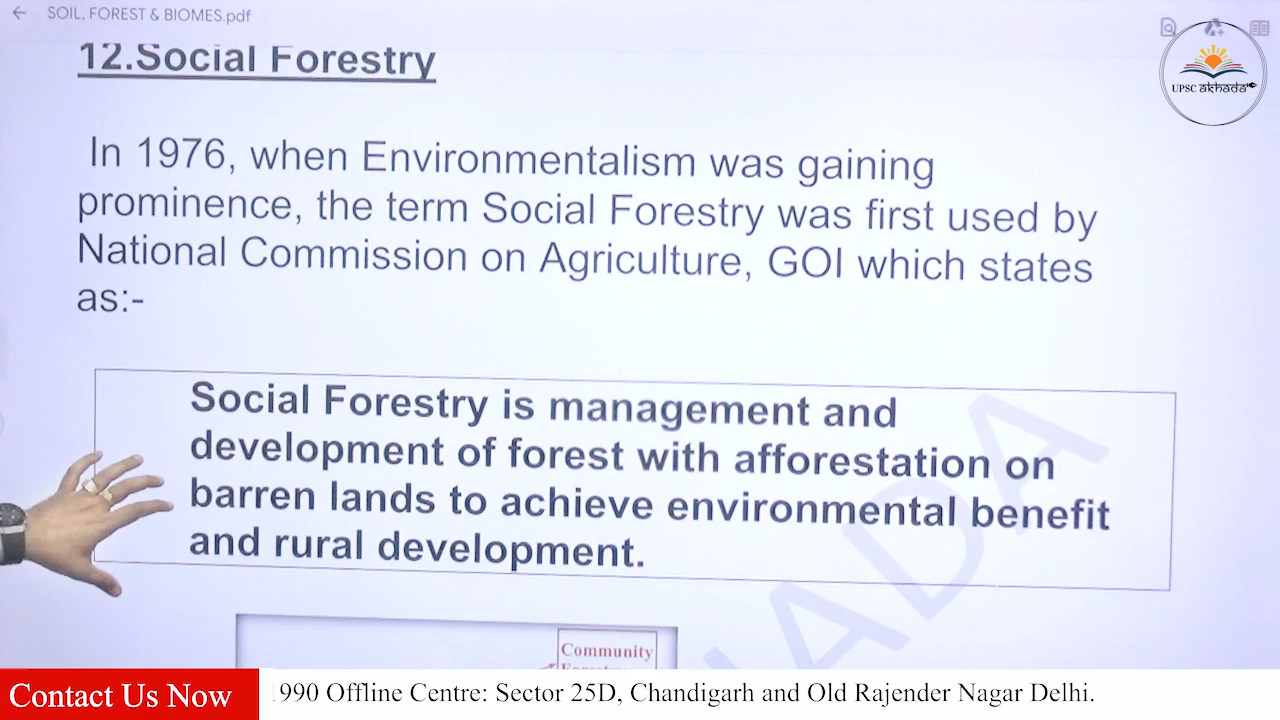 SOIL, FOREST & BIOMES.pdf
12.Social Forestry
UPSC akhada
In 1976, when Environmentalism was gaining
prominence, the term Social Forestry was first used by
National Commission on Agriculture, GOI which states
as:-
Social Forestry is management and
development of forest with afforestation on
barren lands to achieve environmental benefit
and rural development.
Community
Contact Us Now
1990 Offline Centre: Sector 25D, Chandigarh and Old Rajender Nagar Delhi.